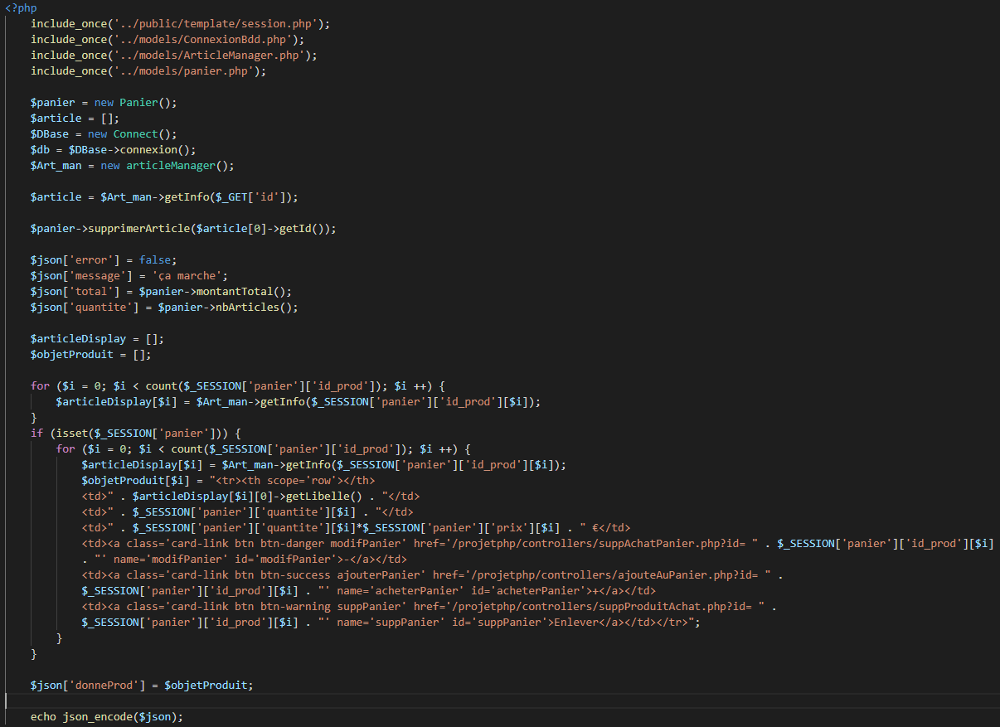 <?php
include_once('../public/template/session.php');
include_once('../models/ConnexionBdd.php');
include_once('../models/ArticleManager.php');
include_once('../models/panier.php');
$panier = new Panier();
$article = [];
$DBase = new Connect();
$db = $DBase->connexion();
$Art_man = new articleManager();
$article = $Art_man->getInfo($_GET['id']);
$panier->supprimerArticle($article[0]->getId());
$json['error'] = false;
$json['message'] = 'ça marche';
$json['total'] = $panier->montantTotal();
$json['quantite'] = $panier->nbArticles();
$articleDisplay = [];
$objetProduit = [];
for ($i = 0; $i < count($_SESSION['panier']['id_prod']); $i ++) {
$articleDisplay[$i] = $Art_man->getInfo($_SESSION['panier']['id_prod'][$i]);
}
if (isset($_SESSION['panier'])) {
for ($i = 0; $i < count($_SESSION['panier']['id_prod']); $i ++) {
$articleDisplay[$i] = $Art_man->getInfo($_SESSION['panier']['id_prod'][$i]);
$objetProduit[$i] = "<tr><th scope='row'></th>
<td>" . $articleDisplay[$i][0]->getLibelle() . "</td>
<td>" . $_SESSION['panier']['quantite'][$i] . "</td>
<td>" . $_SESSION['panier']['quantite'][$i]*$_SESSION['panier']['prix'][$i] . " €</td>
<td><a class='card-link btn btn-danger modifPanier' href='/projetphp/controllers/suppAchatPanier.php?id= " . $_SESSION['panier']['id_prod'][$i]
. "' name='modifPanier' id='modifPanier'>-</a></td>
<td><a class='card-link btn btn-success ajouterPanier' href='/projetphp/controllers/ajouteAuPanier.php?id= " .
$_SESSION['panier']['id_prod'][$i] . "' name='acheterPanier' id='acheterPanier'>+</a></td>
<td><a class='card-link btn btn-warning suppPanier' href='/projetphp/controllers/suppProduitAchat.php?id= " .
$_SESSION['panier']['id_prod'][$i] . "' name='suppPanier' id='suppPanier'>Enlever</a></td></tr>";
}
}
$json['donneProd'] = $objetProduit;
echo json_encode($json);